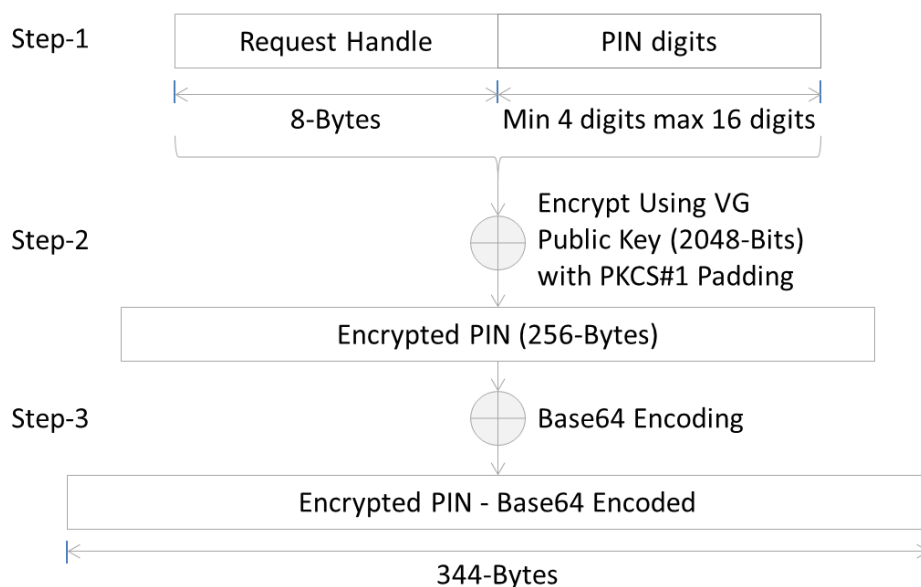 Step-1
Request Handle
PIN digits
8-Bytes
Min 4 digits max 16 digits
Step-2
Encrypt Using VG
Public Key (2048-Bits)
with PKCS#1 Padding
Encrypted PIN (256-Bytes)
Step-3
Base64 Encoding
Encrypted PIN - Base64 Encoded
344-Bytes